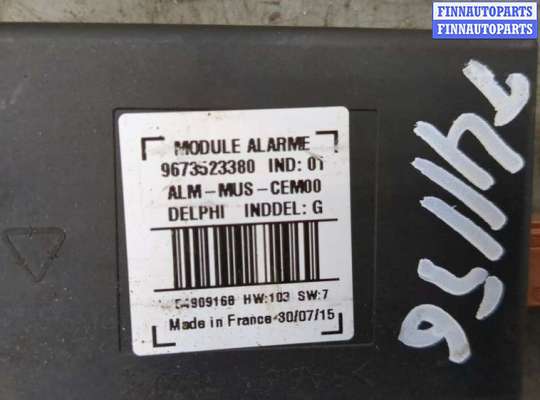 FINNAUTOPARTS
FINNAUTOPARTS
MODULE ALARME
9673523380 IND: 01
ALM-MUS-CEM00
DELPHI INDDEL: G
HW:103 SW:7
Made in France 30/07/15
7411156